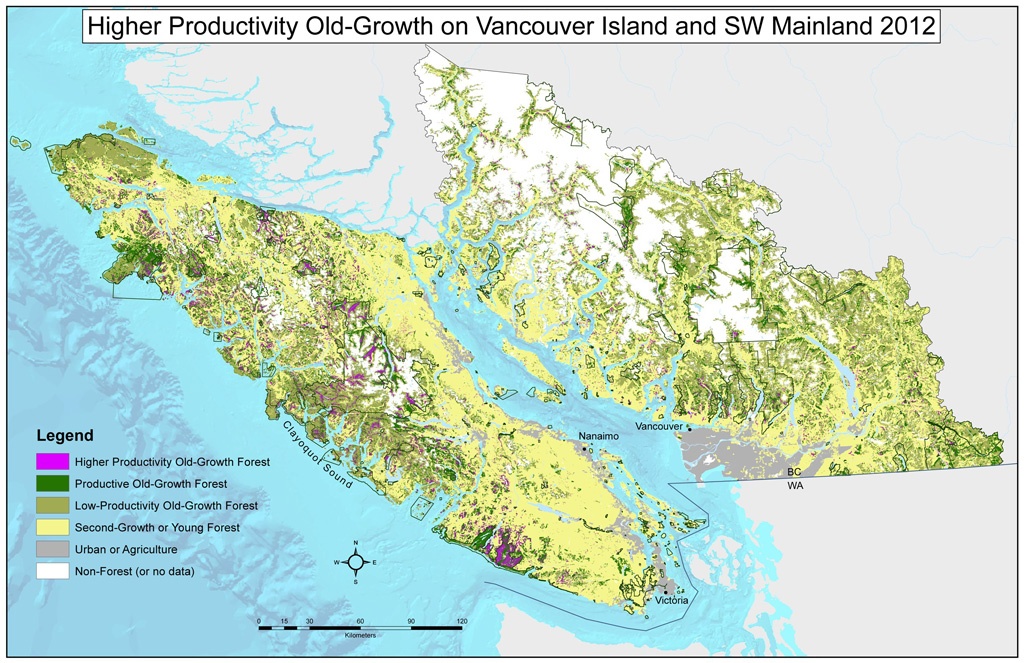 Higher Productivity Old-Growth on Vancouver Island and SW Mainland 2012
Vancouver
Nanaimo
Clayoquot Sound
Legend
Higher Productivity Old-Growth Forest
Productive Old-Growth Forest
Low-Productivity Old-Growth Forest
Second-Growth or Young Forest
Urban or Agriculture
Non-Forest (or no data)
BC
WA
N
W
E
S
Victoria
0 15 30 60 90 120
Kilometers